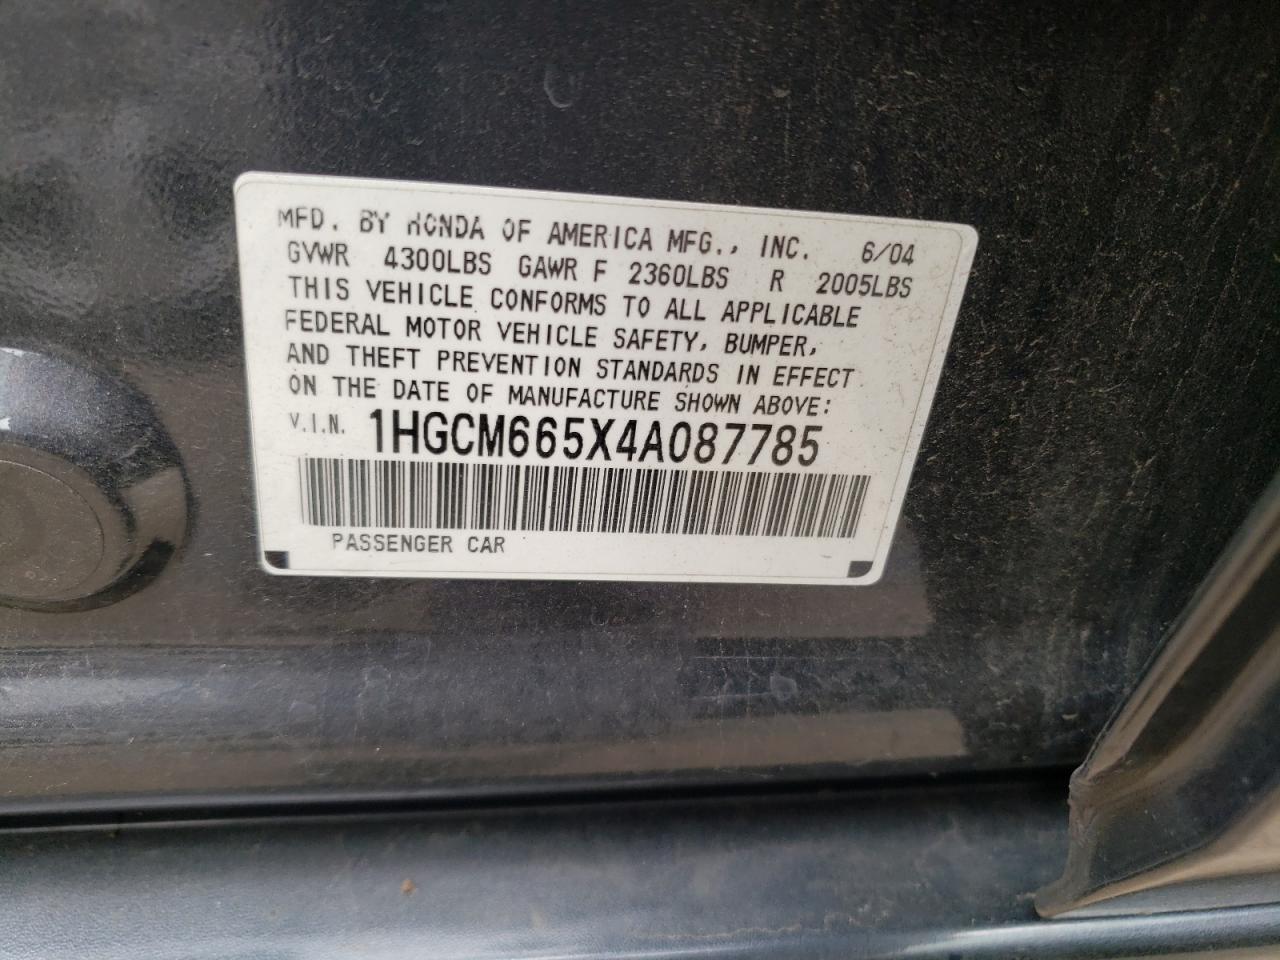 MFD. BY HONDA OF AMERICA MFG., INC. 6/04
GVWR 4300LBS GAWR F 2360LBS R 2005LBS
THIS VEHICLE CONFORMS TO ALL APPLICABLE
FEDERAL MOTOR VEHICLE SAFETY, BUMPER,
AND THEFT PREVENTION STANDARDS IN EFFECT
ON THE DATE OF MANUFACTURE SHOWN ABOVE:
V.I.N. 1HGCM665X4A087785
PASSENGER CAR